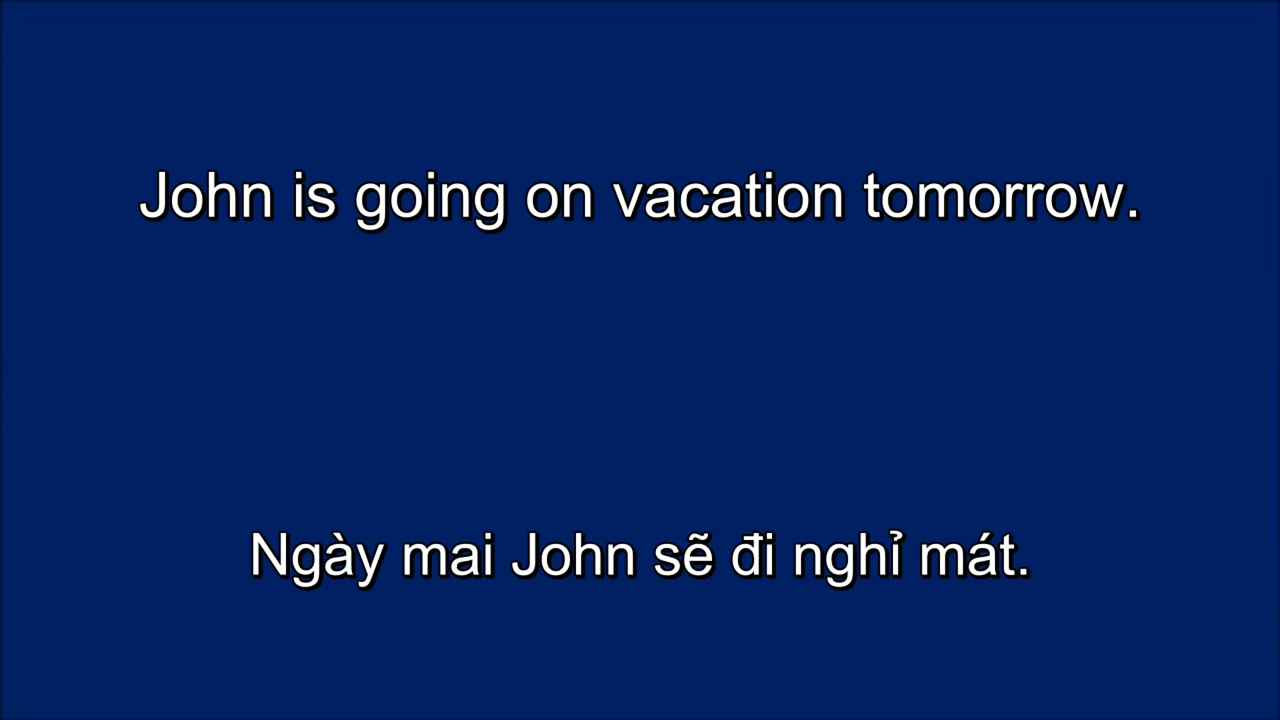 John is going on vacation tomorrow.
Ngày mai John sẽ đi nghỉ mát.